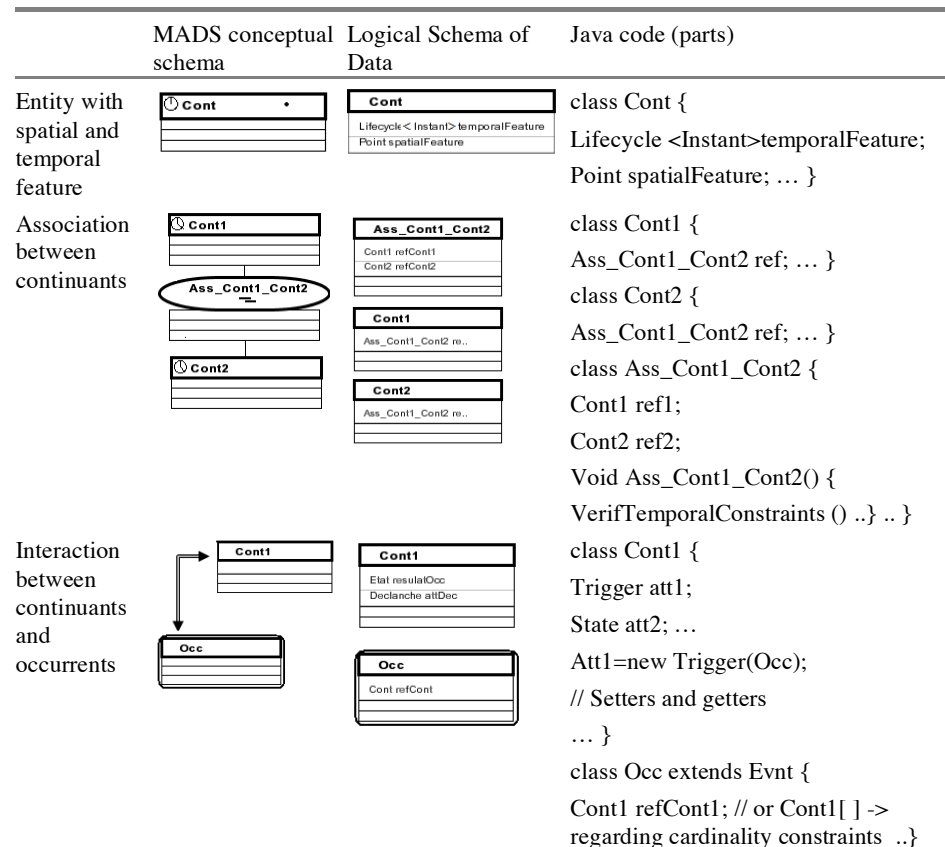 MADS conceptual schema
Logical Schema of Data
Java code (parts)
Entity with spatial and temporal feature
Cont
Cont
Lifecycle< Instant> temporalFeature
Point spatialFeature
class Cont {
Lifecycle <Instant>temporalFeature;
Point spatialFeature; … }
Association between continuants
Cont1
Ass_Cont1_Cont2
Cont2
Ass_Cont1_Cont2
Cont1 refCont1
Cont2 refCont2
Cont1
Ass_Cont1_Cont2 re..
Cont2
Ass_Cont1_Cont2 re..
class Cont1 {
Ass_Cont1_Cont2 ref; … }
class Cont2 {
Ass_Cont1_Cont2 ref; … }
class Ass_Cont1_Cont2 {
Cont1 ref1;
Cont2 ref2;
Void Ass_Cont1_Cont2() {
VerifTemporalConstraints () ..} .. }
Interaction between continuants and occurrents
Cont1
Occ
Cont1
Etat resulatOcc
Declanche attDec
Occ
Cont refCont
class Cont1 {
Trigger att1;
State att2; …
Att1=new Trigger(Occ);
// Setters and getters
… }
class Occ extends Evnt {
Cont1 refCont1; // or Cont1[ ] ->
regarding cardinality constraints ..}